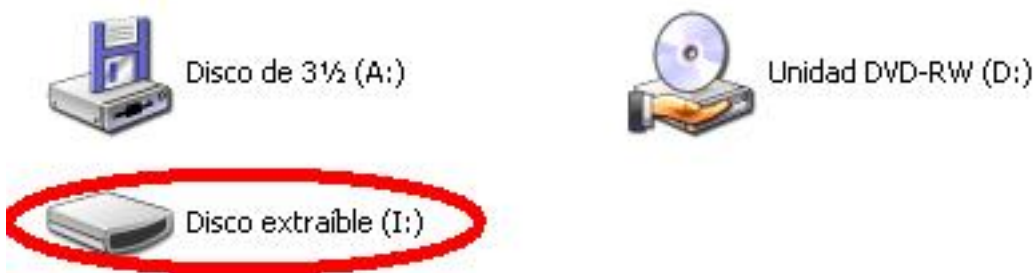 Disco de 3½ (A:)
Unidad DVD-RW (D:)
Disco extraíble (I:)